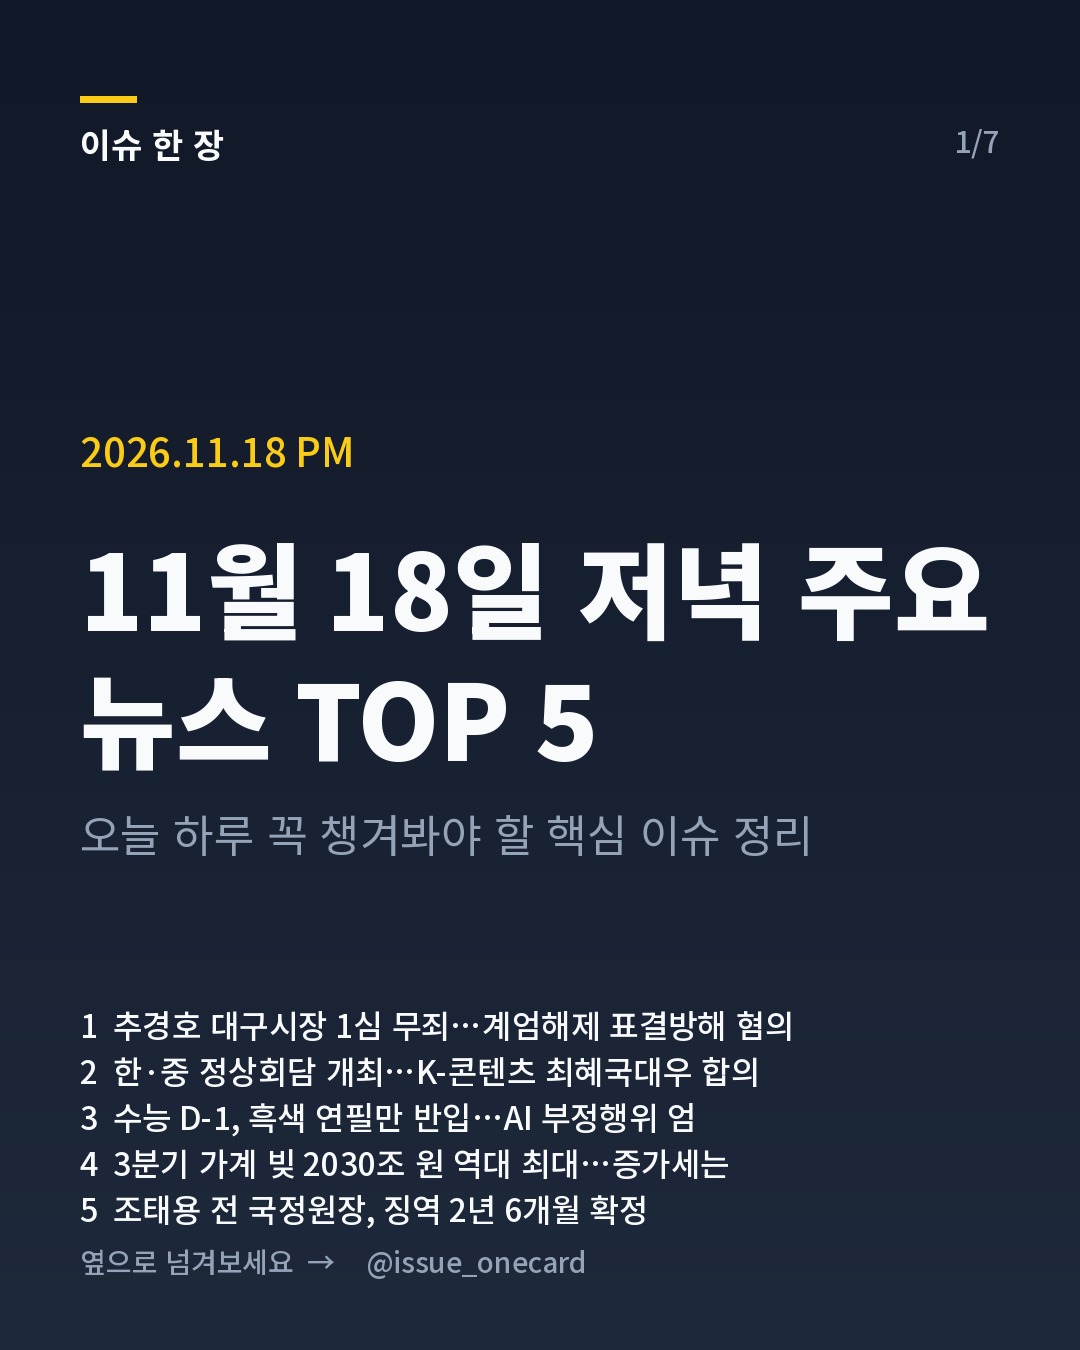 이슈 한 장
1/7
2026.11.18 PM
11월 18일 저녁 주요
뉴스 TOP 5
오늘 하루 꼭 챙겨봐야 할 핵심 이슈 정리
1 추경호 대구시장 1심 무죄…계엄해제 표결방해 혐의
2 한·중 정상회담 개최…K-콘텐츠 최혜국대우 합의
3 수능 D-1, 흑색 연필만 반입…AI 부정행위 엄
4 3분기 가계 빚 2030조 원 역대 최대…증가세는
5 조태용 전 국정원장, 징역 2년 6개월 확정
옆으로 넘겨보세요 → @issue_onecard